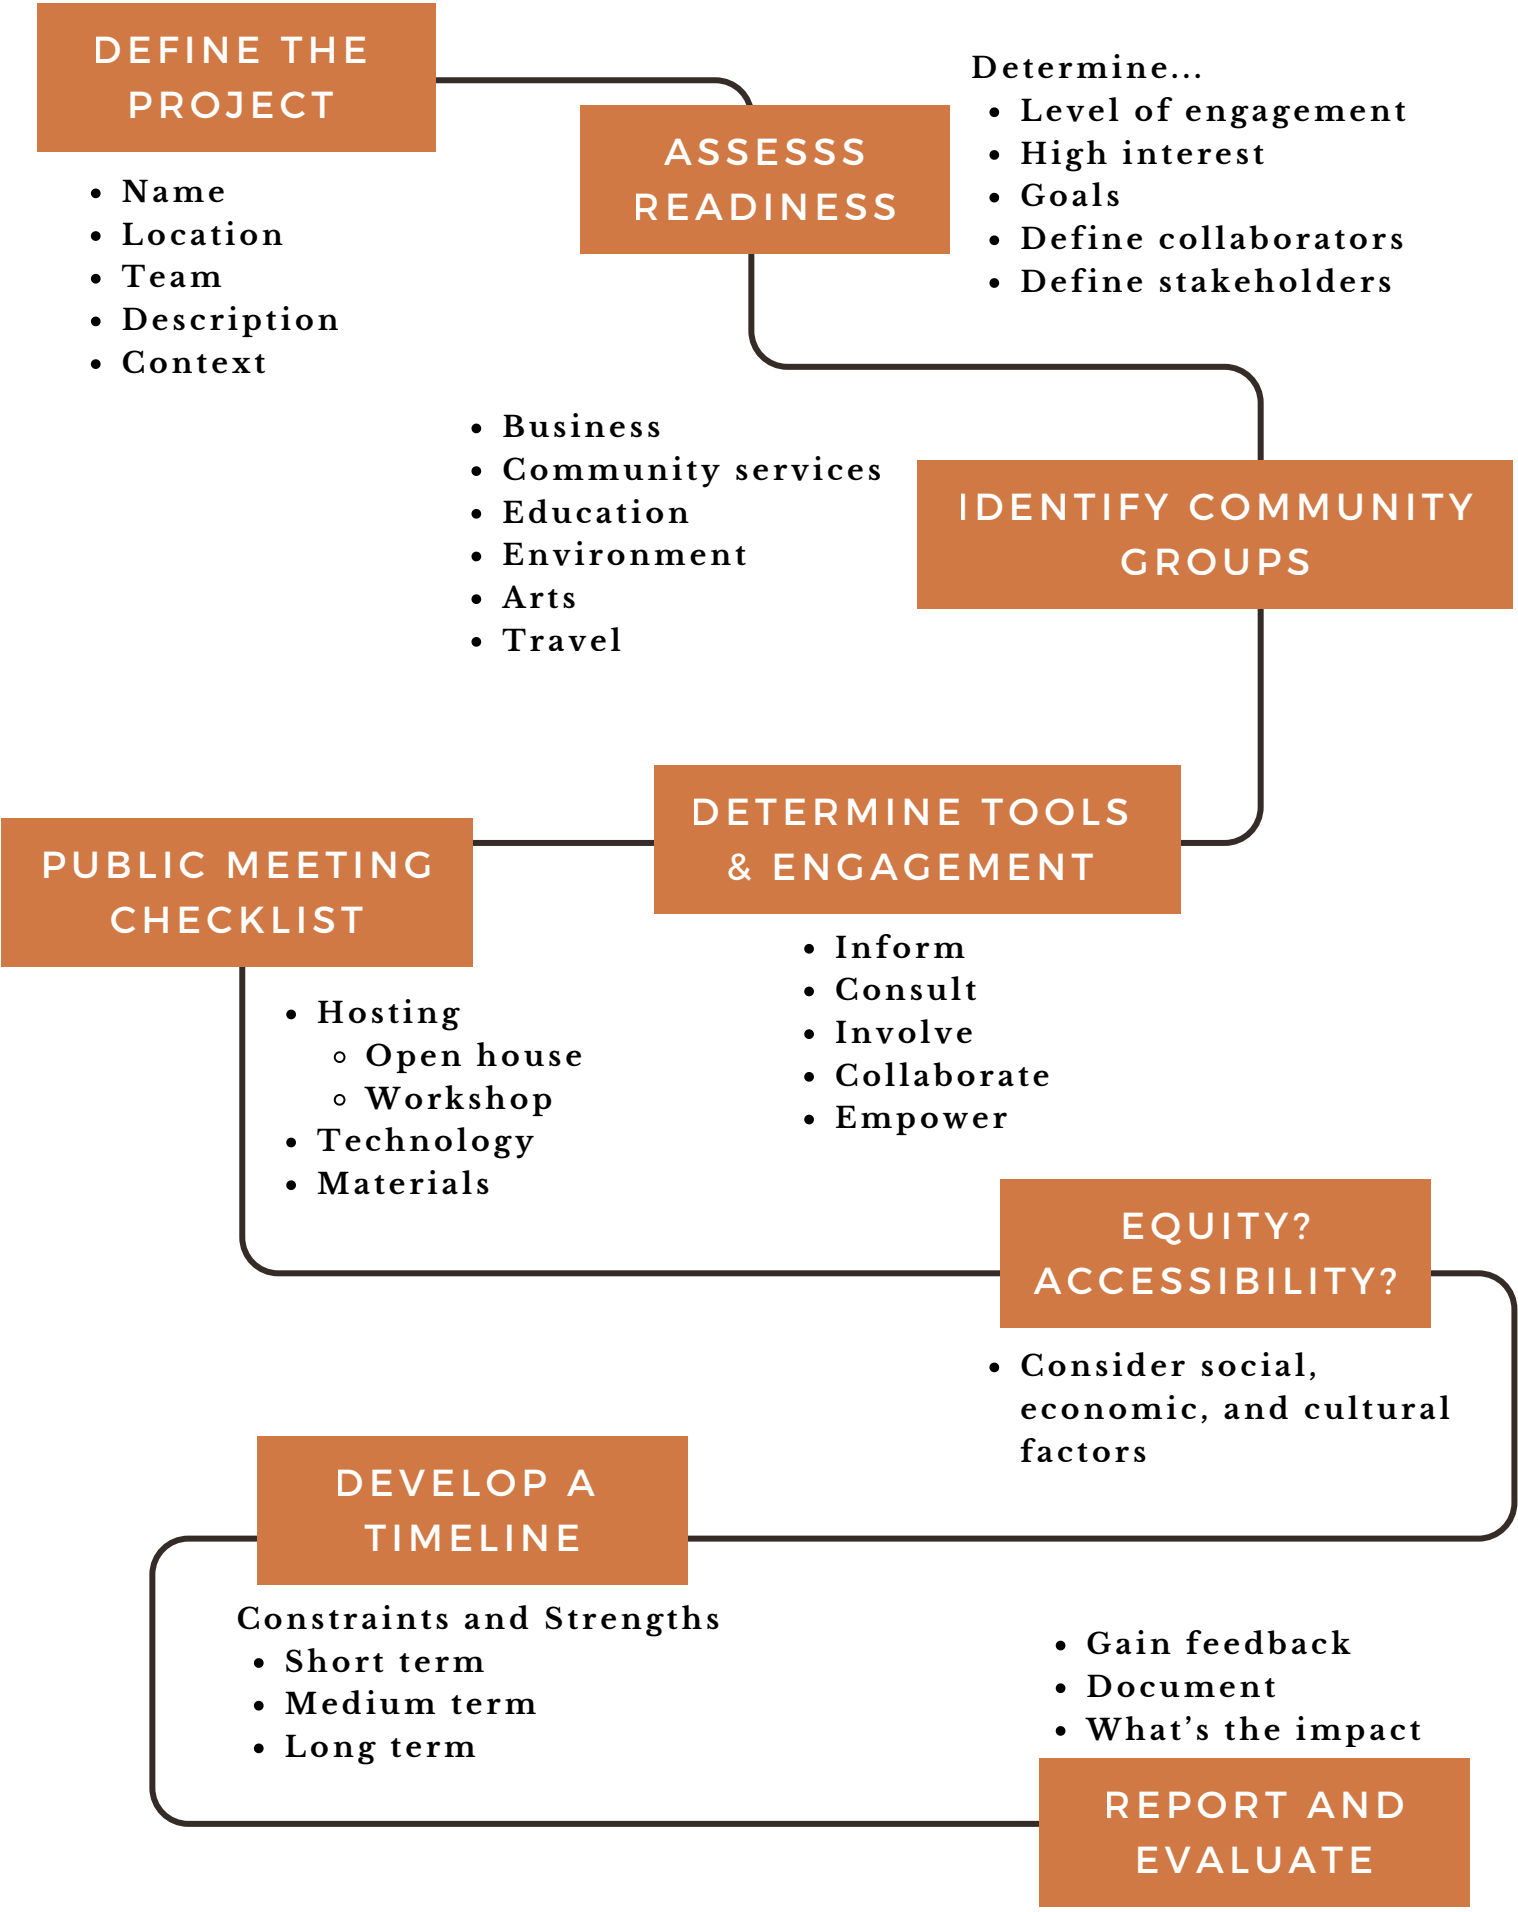 DEFINE THE
PROJECT
• Name
• Location
• Team
• Description
• Context
ASSESSS
READINESS
Determine...
• Level of engagement
• High interest
• Goals
• Define collaborators
• Define stakeholders
IDENTIFY COMMUNITY
GROUPS
• Business
• Community services
• Education
• Environment
• Arts
• Travel
DETERMINE TOOLS
& ENGAGEMENT
• Inform
• Consult
• Involve
• Collaborate
• Empower
PUBLIC MEETING
CHECKLIST
• Hosting
◦ Open house
◦ Workshop
• Technology
• Materials
EQUITY?
ACCESSIBILITY?
• Consider social,
economic, and cultural
factors
DEVELOP A
TIMELINE
Constraints and Strengths
• Short term
• Medium term
• Long term
• Gain feedback
• Document
• What’s the impact
REPORT AND
EVALUATE